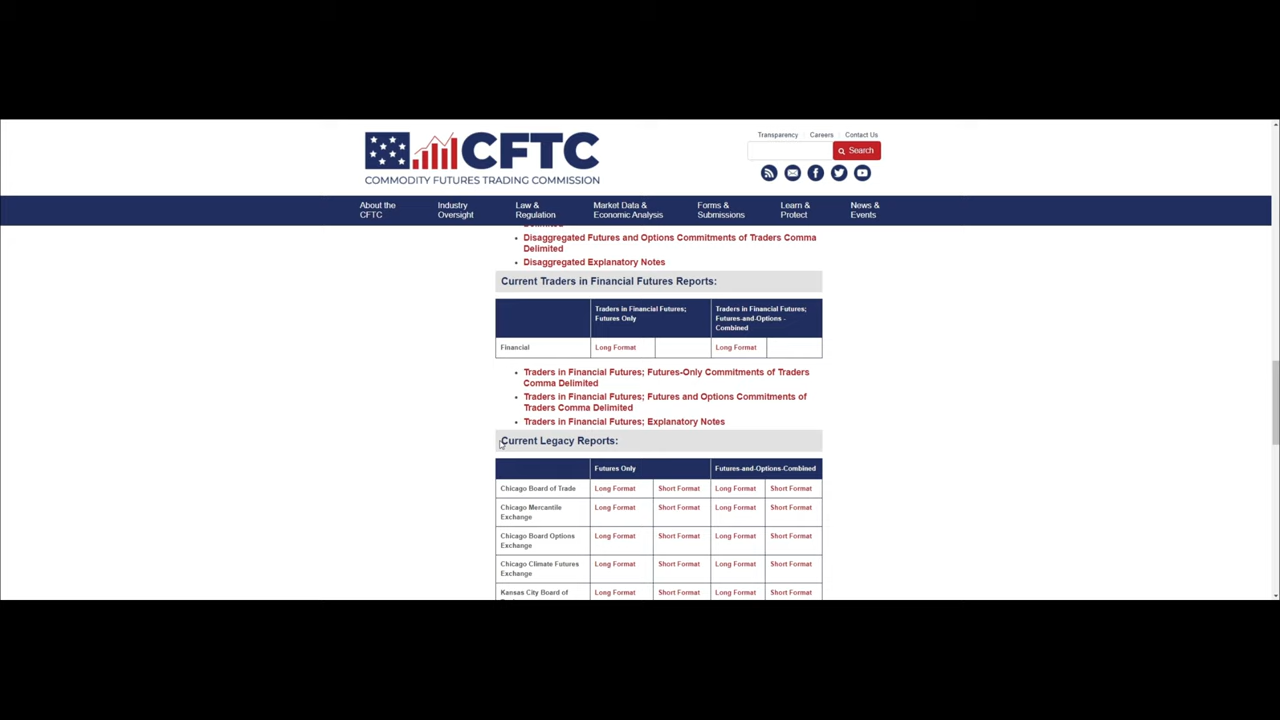 CFTC
COMMODITY FUTURES TRADING COMMISSION
Transparency Careers Contact Us
Search
About the
CFTC
Industry
Oversight
Law &
Regulation
Market Data &
Economic Analysis
Forms &
Submissions
Learn &
Protect
News &
Events
Delimited
Disaggregated Futures and Options Commitments of Traders Comma
Delimited
Disaggregated Explanatory Notes
Current Traders in Financial Futures Reports:
Traders in Financial Futures;
Futures Only
Traders in Financial Futures;
Futures-and-Options -
Combined
Financial Long Format Long Format
Traders in Financial Futures; Futures-Only Commitments of Traders
Comma Delimited
Traders in Financial Futures; Futures and Options Commitments of
Traders Comma Delimited
Traders in Financial Futures; Explanatory Notes
Current Legacy Reports:
Futures Only Futures-and-Options-Combined
Chicago Board of Trade Long Format Short Format Long Format Short Format
Chicago Mercantile
Exchange
Long Format Short Format Long Format Short Format
Chicago Board Options
Exchange
Long Format Short Format Long Format Short Format
Chicago Climate Futures
Exchange
Long Format Short Format Long Format Short Format
Kansas City Board of
Long Format Short Format Long Format Short Format